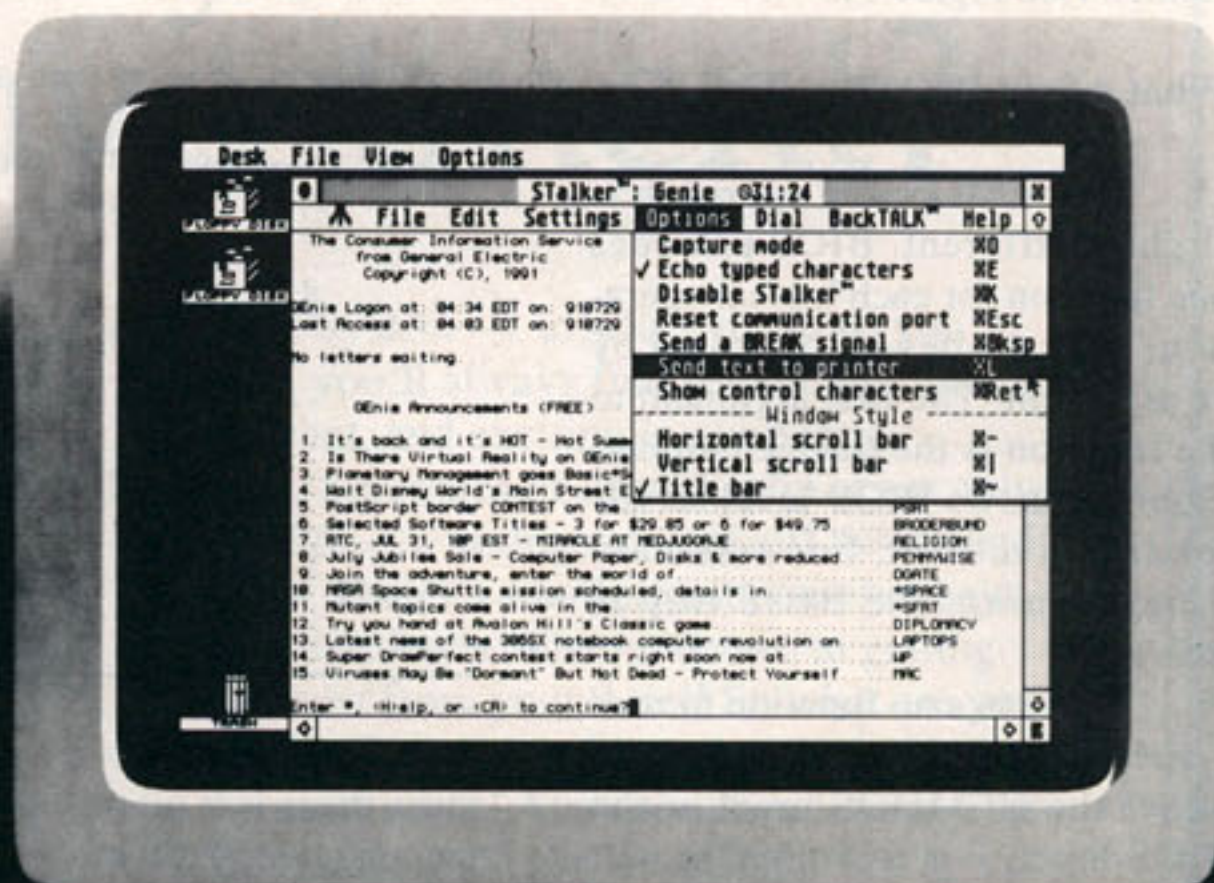 Desk File View Options
FLOPPY DISK
FLOPPY DISK
TRASH
STalker™: Genie 31:24
File Edit Settings Options Dial BackTALK™ Help
Capture mode ⌘O
✓ Echo typed characters ⌘E
Disable STalker™ ⌘K
Reset communication port ⌘Esc
Send a BREAK signal ⌘Bksp
Send text to printer ⌘L
Show control characters ⌘Ret
---------- Window Style ----------
Horizontal scroll bar ⌘-
Vertical scroll bar ⌘|
✓ Title bar ⌘~
The Consumer Information Service
from General Electric
Copyright (C), 1991
GEnie Logon at: 04:34 EDT on: 910729
Last Access at: 04:03 EDT on: 910729
No letters waiting.
GEnie Announcements (FREE)
1. It's back and it's HOT - Hot Summe
2. Is There Virtual Reality on GEnie
3. Planetary Management goes Basic*S
4. Walt Disney World's Main Street E
5. PostScript border CONTEST on the PSRT
6. Selected Software Titles - 3 for $29.85 or 6 for $49.75 BRODERBUND
7. RTC, JUL 31, 10P EST - MIRACLE AT MEDJUGORJE RELIGION
8. July Jubilee Sale - Computer Paper, Disks & more reduced PENNYWISE
9. Join the adventure, enter the world of DGATE
10. NASA Space Shuttle mission scheduled, details in *SPACE
11. Mutant topics come alive in the *SFRT
12. Try you hand at Avalon Hill's Classic game DIPLOMACY
13. Latest news of the 386SX notebook computer revolution on LAPTOPS
14. Super DrawPerfect contest starts right soon now at WP
15. Viruses May Be "Dormant" But Not Dead - Protect Yourself MAC
Enter #, <H>elp, or <CR> to continue?